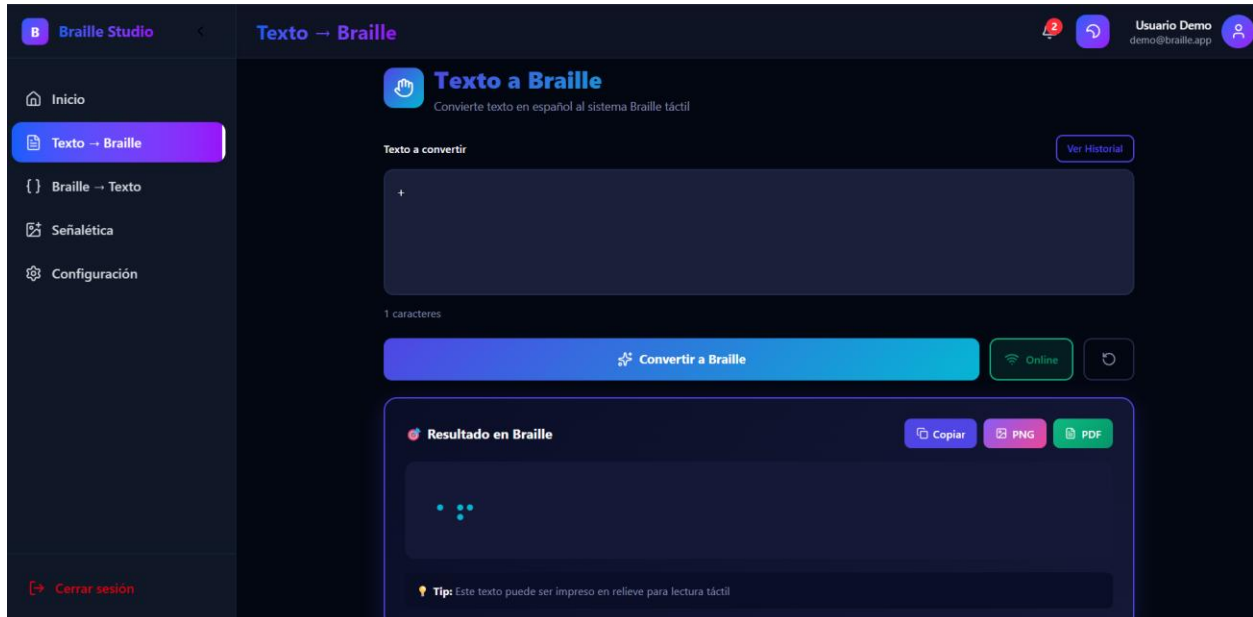 B Braille Studio
Texto → Braille
2
Usuario Demo
demo@braille.app
Inicio
Texto → Braille
{ } Braille → Texto
Señalética
Configuración
Cerrar sesión
Texto a Braille
Convierte texto en español al sistema Braille táctil
Texto a convertir
Ver Historial
+
1 caracteres
Convertir a Braille
Online
Resultado en Braille
Copiar
PNG
PDF
Tip: Este texto puede ser impreso en relieve para lectura táctil